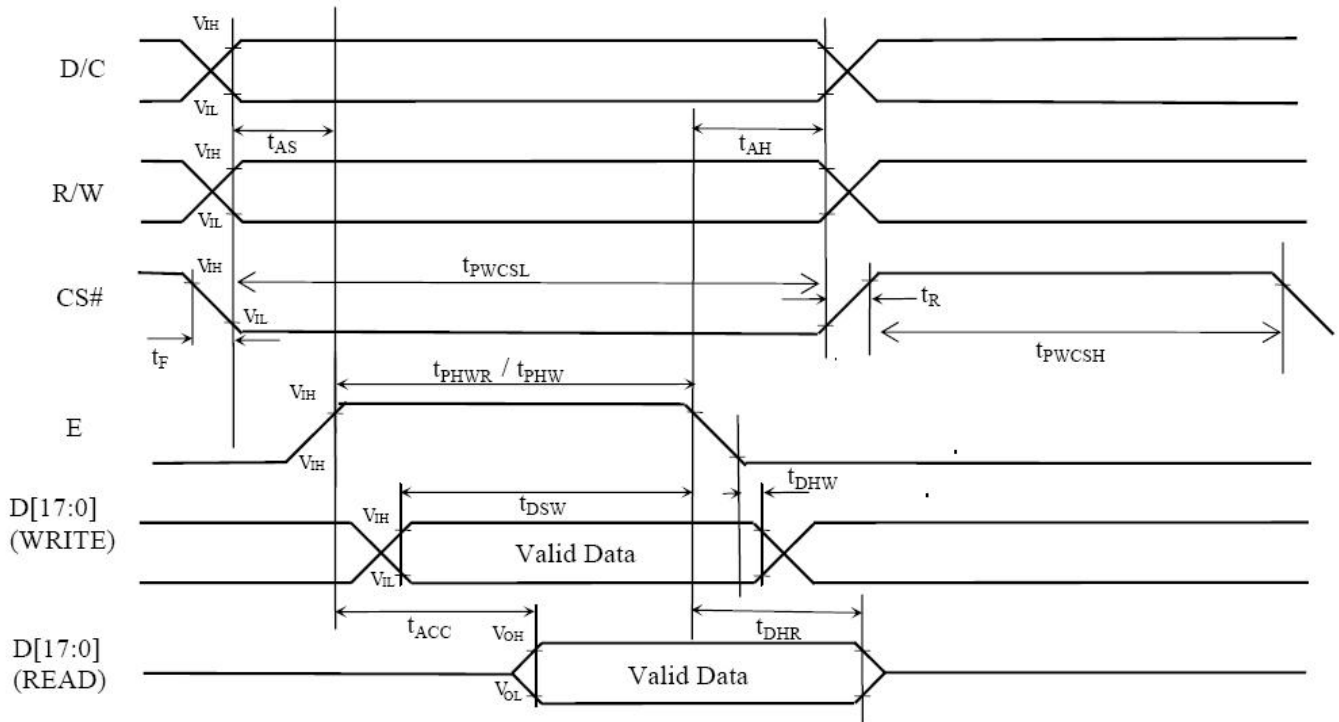 VIH
D/C
VIL
tAS
tAH
VIH
R/W
VIL
VIH
tPWCSL
CS#
VIL
tR
tF
tPWCSH
tPHWR / tPHW
VIH
E
VIH
tDHW
D[17:0]
(WRITE)
tDSW
VIH
Valid Data
VIL
tACC
VOH
tDHR
D[17:0]
(READ)
Valid Data
VOL